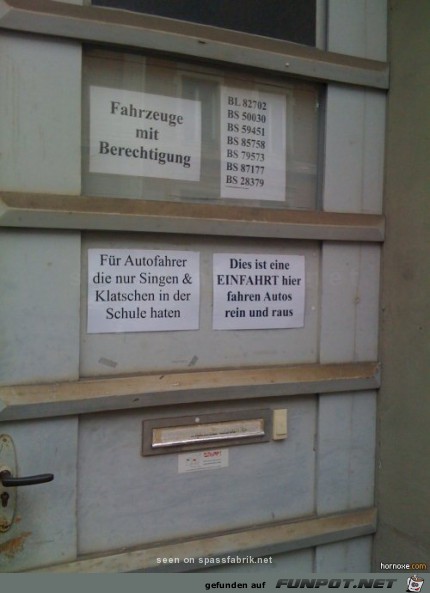 Fahrzeuge
mit
Berechtigung
BL 82702
BS 50030
BS 59451
BS 85758
BS 79573
BS 87177
BS 28379
Für Autofahrer
die nur Singen &
Klatschen in der
Schule haten
Dies ist eine
EINFAHRT hier
fahren Autos
rein und raus
seen on spassfabrik.net
hornoxe.com
gefunden auf FUNPOT.NET